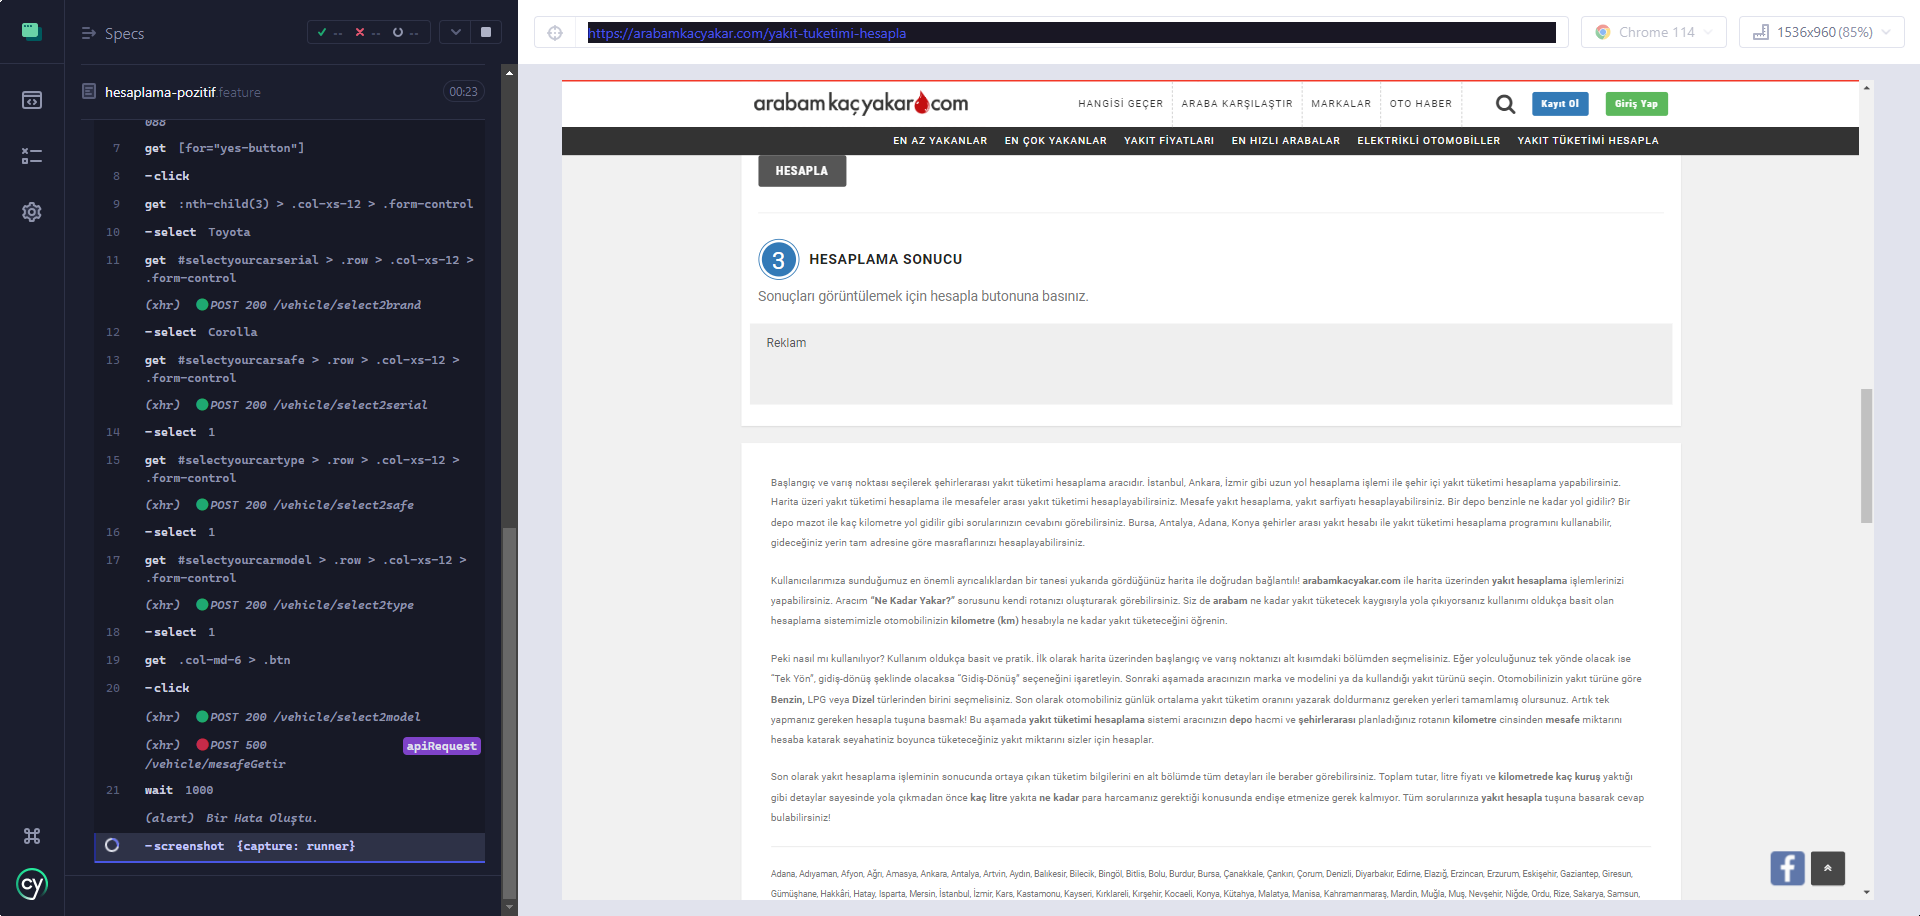 Specs
-- -- --
https://arabamkacyakar.com/yakit-tuketimi-hesapla
Chrome 114
1536x960 (85%)
hesaplama-pozitif.feature
00:23
088
7 get [for="yes-button"]
8 -click
9 get :nth-child(3) > .col-xs-12 > .form-control
10 -select Toyota
11 get #selectyourcarserial > .row > .col-xs-12 >
.form-control
(xhr) POST 200 /vehicle/select2brand
12 -select Corolla
13 get #selectyourcarsafe > .row > .col-xs-12 >
.form-control
(xhr) POST 200 /vehicle/select2serial
14 -select 1
15 get #selectyourcartype > .row > .col-xs-12 >
.form-control
(xhr) POST 200 /vehicle/select2safe
16 -select 1
17 get #selectyourcarmodel > .row > .col-xs-12 >
.form-control
(xhr) POST 200 /vehicle/select2type
18 -select 1
19 get .col-md-6 > .btn
20 -click
(xhr) POST 200 /vehicle/select2model
(xhr) POST 500 apiRequest
/vehicle/mesafeGetir
21 wait 1000
(alert) Bir Hata Oluştu.
-screenshot {capture: runner}
cy
arabam kaç yakar com
HANGİSİ GEÇER ARABA KARŞILAŞTIR MARKALAR OTO HABER
Kayıt Ol Giriş Yap
EN AZ YAKANLAR EN ÇOK YAKANLAR YAKIT FİYATLARI EN HIZLI ARABALAR ELEKTRİKLİ OTOMOBİLLER YAKIT TÜKETİMİ HESAPLA
HESAPLA
3 HESAPLAMA SONUCU
Sonuçları görüntülemek için hesapla butonuna basınız.
Reklam
Başlangıç ve varış noktası seçilerek şehirlerarası yakıt tüketimi hesaplama aracıdır. İstanbul, Ankara, İzmir gibi uzun yol hesaplama işlemi ile şehir içi yakıt tüketimi hesaplama yapabilirsiniz.
Harita üzeri yakıt tüketimi hesaplama ile mesafeler arası yakıt tüketimi hesaplayabilirsiniz. Mesafe yakıt hesaplama, yakıt sarfiyatı hesaplayabilirsiniz. Bir depo benzinle ne kadar yol gidilir? Bir
depo mazot ile kaç kilometre yol gidilir gibi sorularınızın cevabını görebilirsiniz. Bursa, Antalya, Adana, Konya şehirler arası yakıt hesabı ile yakıt tüketimi hesaplama programını kullanabilir,
gideceğiniz yerin tam adresine göre masraflarınızı hesaplayabilirsiniz.
Kullanıcılarımıza sunduğumuz en önemli ayrıcalıklardan bir tanesi yukarıda gördüğünüz harita ile doğrudan bağlantılı! arabamkacyakar.com ile harita üzerinden yakıt hesaplama işlemlerinizi
yapabilirsiniz. Aracım “Ne Kadar Yakar?” sorusunu kendi rotanızı oluşturarak görebilirsiniz. Siz de arabam ne kadar yakıt tüketecek kaygısıyla yola çıkıyorsanız kullanımı oldukça basit olan
hesaplama sistemimizle otomobilinizin kilometre (km) hesabıyla ne kadar yakıt tüketeceğini öğrenin.
Peki nasıl mı kullanılıyor? Kullanım oldukça basit ve pratik. İlk olarak harita üzerinden başlangıç ve varış noktanızı alt kısımdaki bölümden seçmelisiniz. Eğer yolculuğunuz tek yönde olacak ise
“Tek Yön”, gidiş-dönüş şeklinde olacaksa “Gidiş-Dönüş” seçeneğini işaretleyin. Sonraki aşamada aracınızın marka ve modelini ya da kullandığı yakıt türünü seçin. Otomobilinizin yakıt türüne göre
Benzin, LPG veya Dizel türlerinden birini seçmelisiniz. Son olarak otomobiliniz günlük ortalama yakıt tüketim oranını yazarak doldurmanız gereken yerleri tamamlamış olursunuz. Artık tek
yapmanız gereken hesapla tuşuna basmak! Bu aşamada yakıt tüketimi hesaplama sistemi aracınızın depo hacmi ve şehirlerarası planladığınız rotanın kilometre cinsinden mesafe miktarını
hesaba katarak seyahatiniz boyunca tüketeceğiniz yakıt miktarını sizler için hesaplar.
Son olarak yakıt hesaplama işleminin sonucunda ortaya çıkan tüketim bilgilerini en alt bölümde tüm detayları ile beraber görebilirsiniz. Toplam tutar, litre fiyatı ve kilometrede kaç kuruş yaktığı
gibi detaylar sayesinde yola çıkmadan önce kaç litre yakıta ne kadar para harcamanız gerektiği konusunda endişe etmenize gerek kalmıyor. Tüm sorularınıza yakıt hesapla tuşuna basarak cevap
bulabilirsiniz!
Adana, Adıyaman, Afyon, Ağrı, Amasya, Ankara, Antalya, Artvin, Aydın, Balıkesir, Bilecik, Bingöl, Bitlis, Bolu, Burdur, Bursa, Çanakkale, Çankırı, Çorum, Denizli, Diyarbakır, Edirne, Elazığ, Erzincan, Erzurum, Eskişehir, Gaziantep, Giresun,
Gümüşhane, Hakkâri, Hatay, Isparta, Mersin, İstanbul, İzmir, Kars, Kastamonu, Kayseri, Kırklareli, Kırşehir, Kocaeli, Konya, Kütahya, Malatya, Manisa, Kahramanmaraş, Mardin, Muğla, Muş, Nevşehir, Niğde, Ordu, Rize, Sakarya, Samsun,